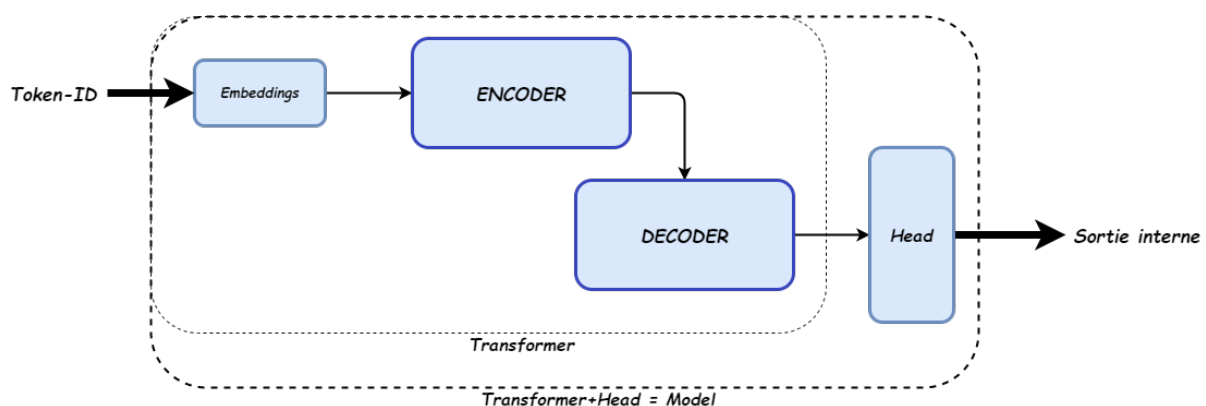 Token-ID
Embeddings
ENCODER
DECODER
Head
Sortie interne
Transformer
Transformer+Head = Model